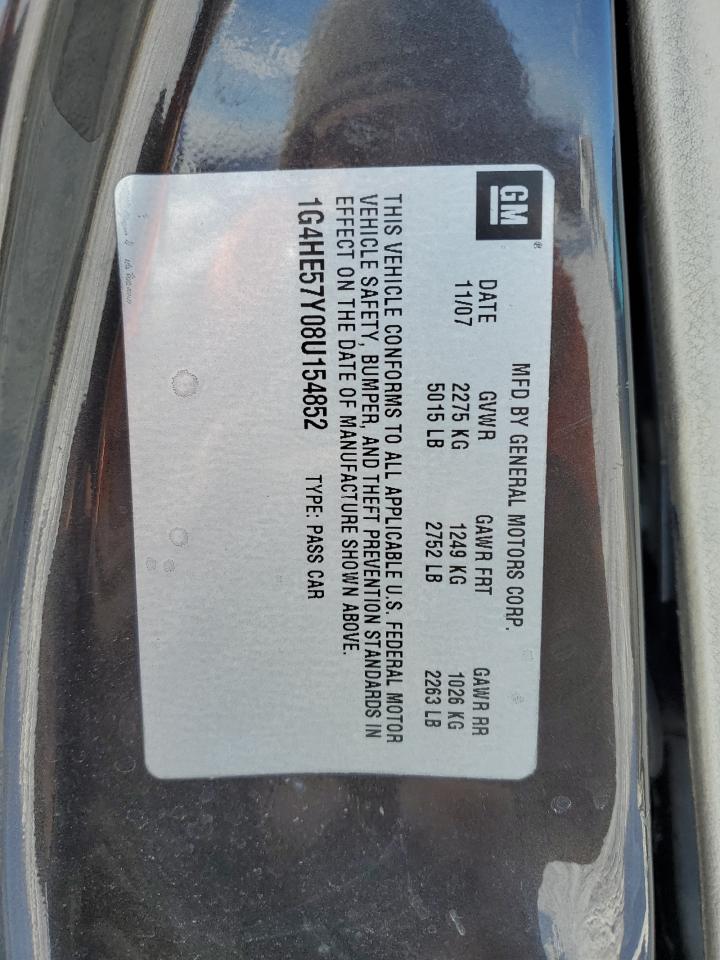 GM®
MFD BY GENERAL MOTORS CORP.
DATE GVWR GAWR FRT GAWR RR
11/07 2275 KG 1249 KG 1026 KG
5015 LB 2752 LB 2263 LB
THIS VEHICLE CONFORMS TO ALL APPLICABLE U.S. FEDERAL MOTOR
VEHICLE SAFETY, BUMPER, AND THEFT PREVENTION STANDARDS IN
EFFECT ON THE DATE OF MANUFACTURE SHOWN ABOVE.
1G4HE57Y08U154852 TYPE: PASS CAR